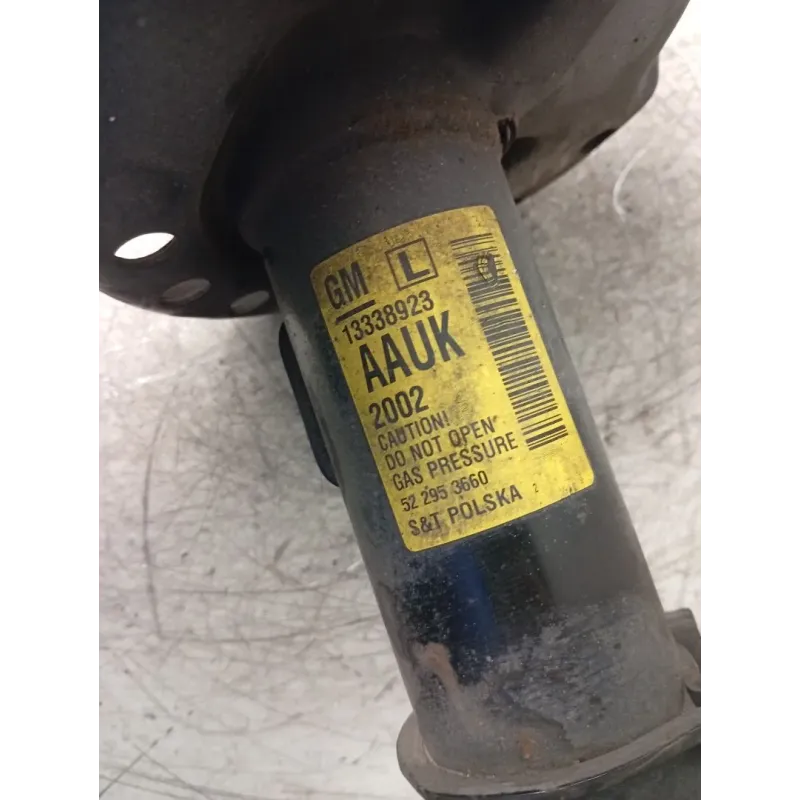 GM L
13338923
AAUK
2002
CAUTION!
DO NOT OPEN
GAS PRESSURE
52 295 3660
S&T POLSKA